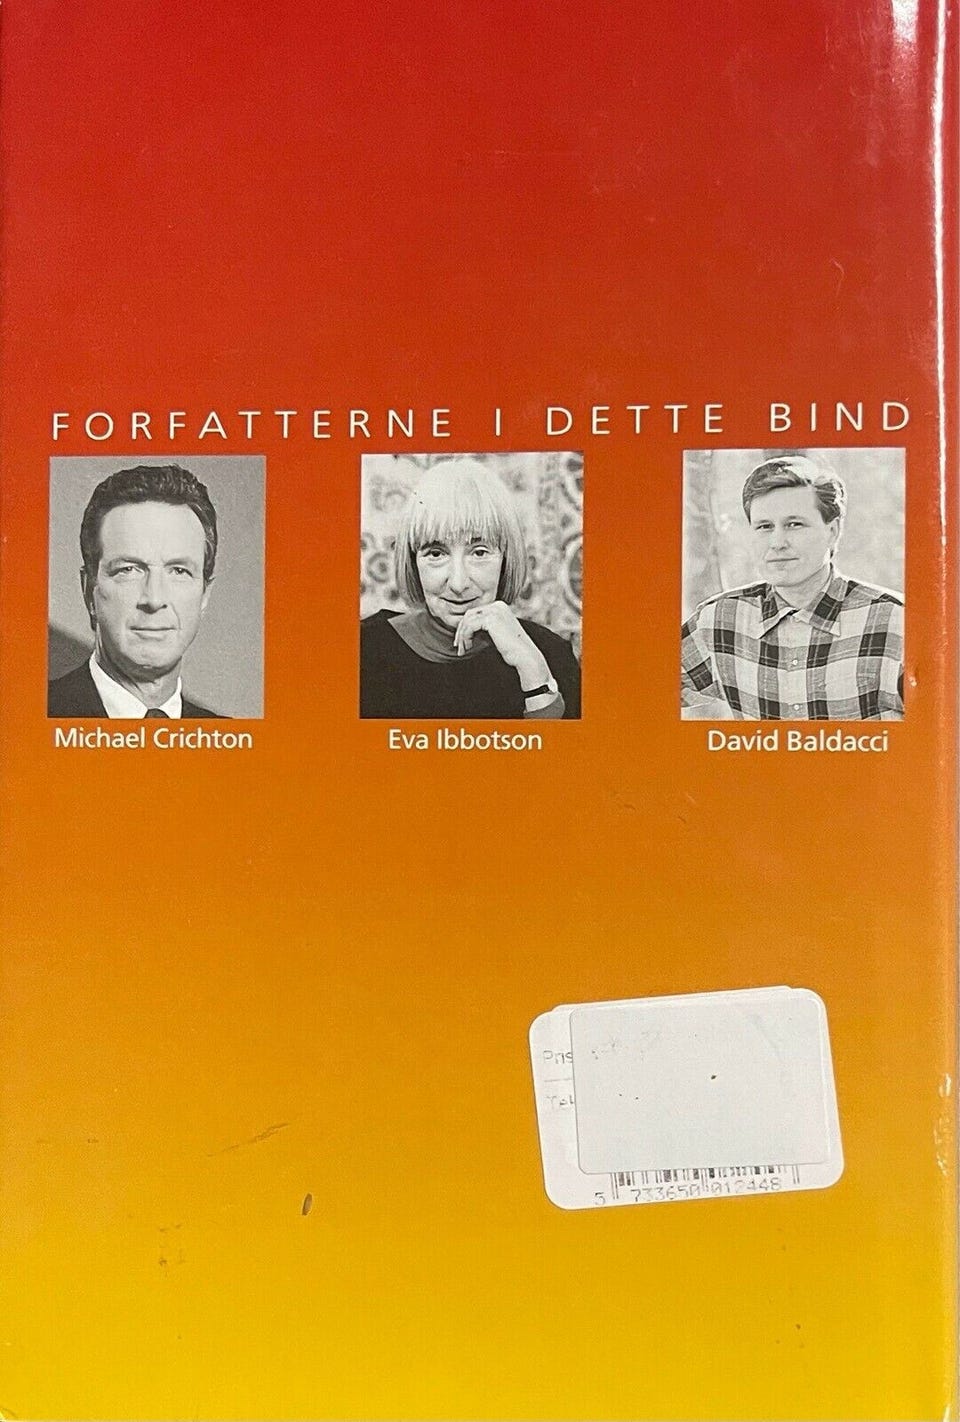 FORFATTERNE I DETTE BIND
Michael Crichton
Eva Ibbotson
David Baldacci
5 733650 012448